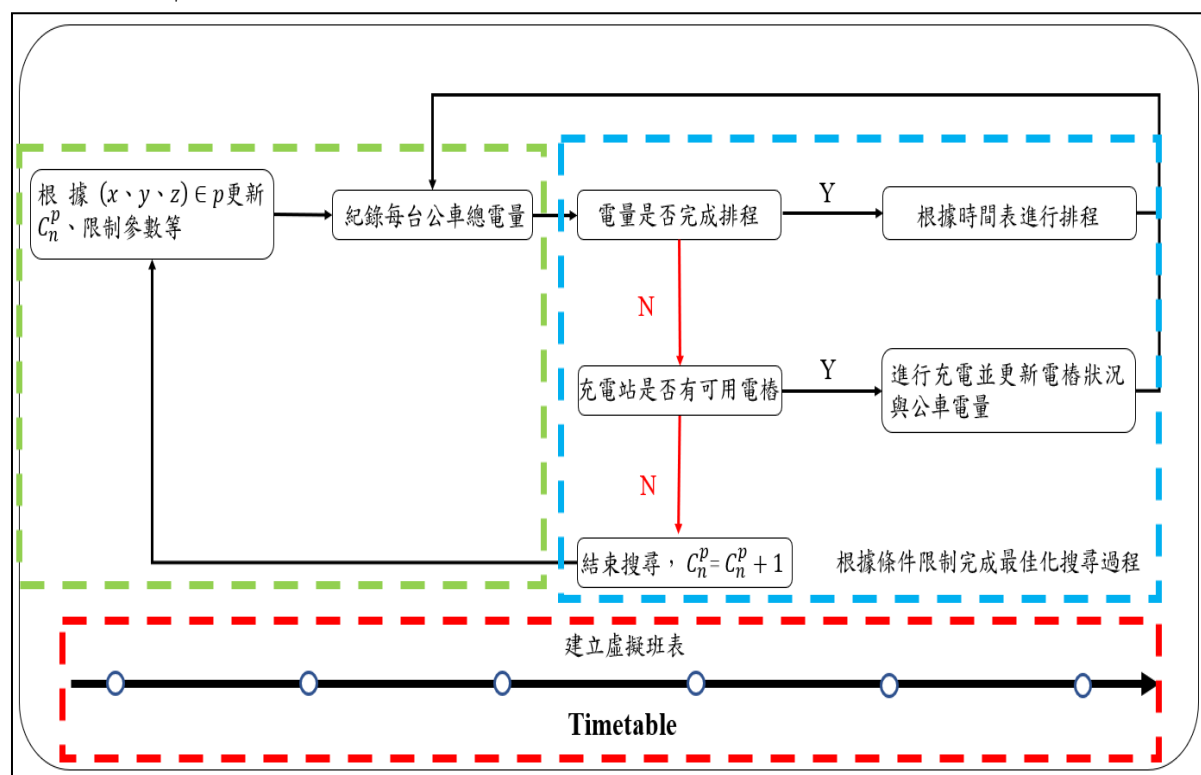 根 據 (x、y、z) ∈ p更新
C_n^p、限制參數等
紀錄每台公車總電量
電量是否完成排程
Y
根據時間表進行排程
N
充電站是否有可用電樁
Y
進行充電並更新電樁狀況
與公車電量
N
結束搜尋，C_n^p = C_n^p + 1
根據條件限制完成最佳化搜尋過程
建立虛擬班表
Timetable